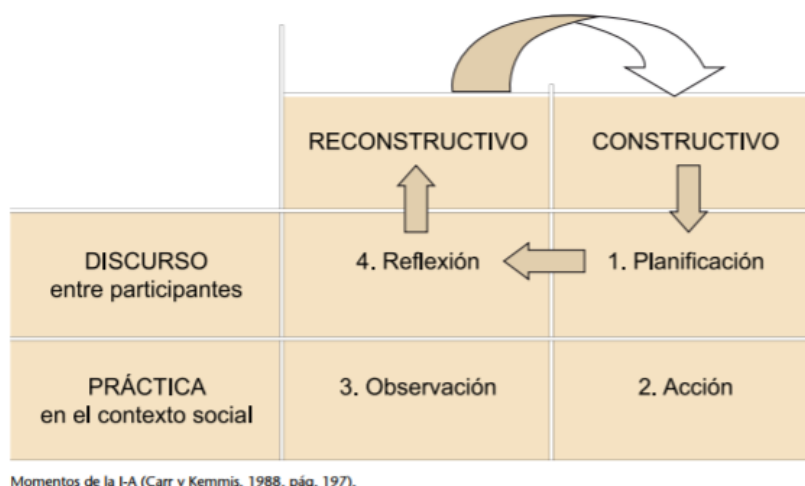 RECONSTRUCTIVO
CONSTRUCTIVO
DISCURSO
entre participantes
4. Reflexión
1. Planificación
PRÁCTICA
en el contexto social
3. Observación
2. Acción
Momentos de la I-A (Carr y Kemmis, 1988, pág. 197).